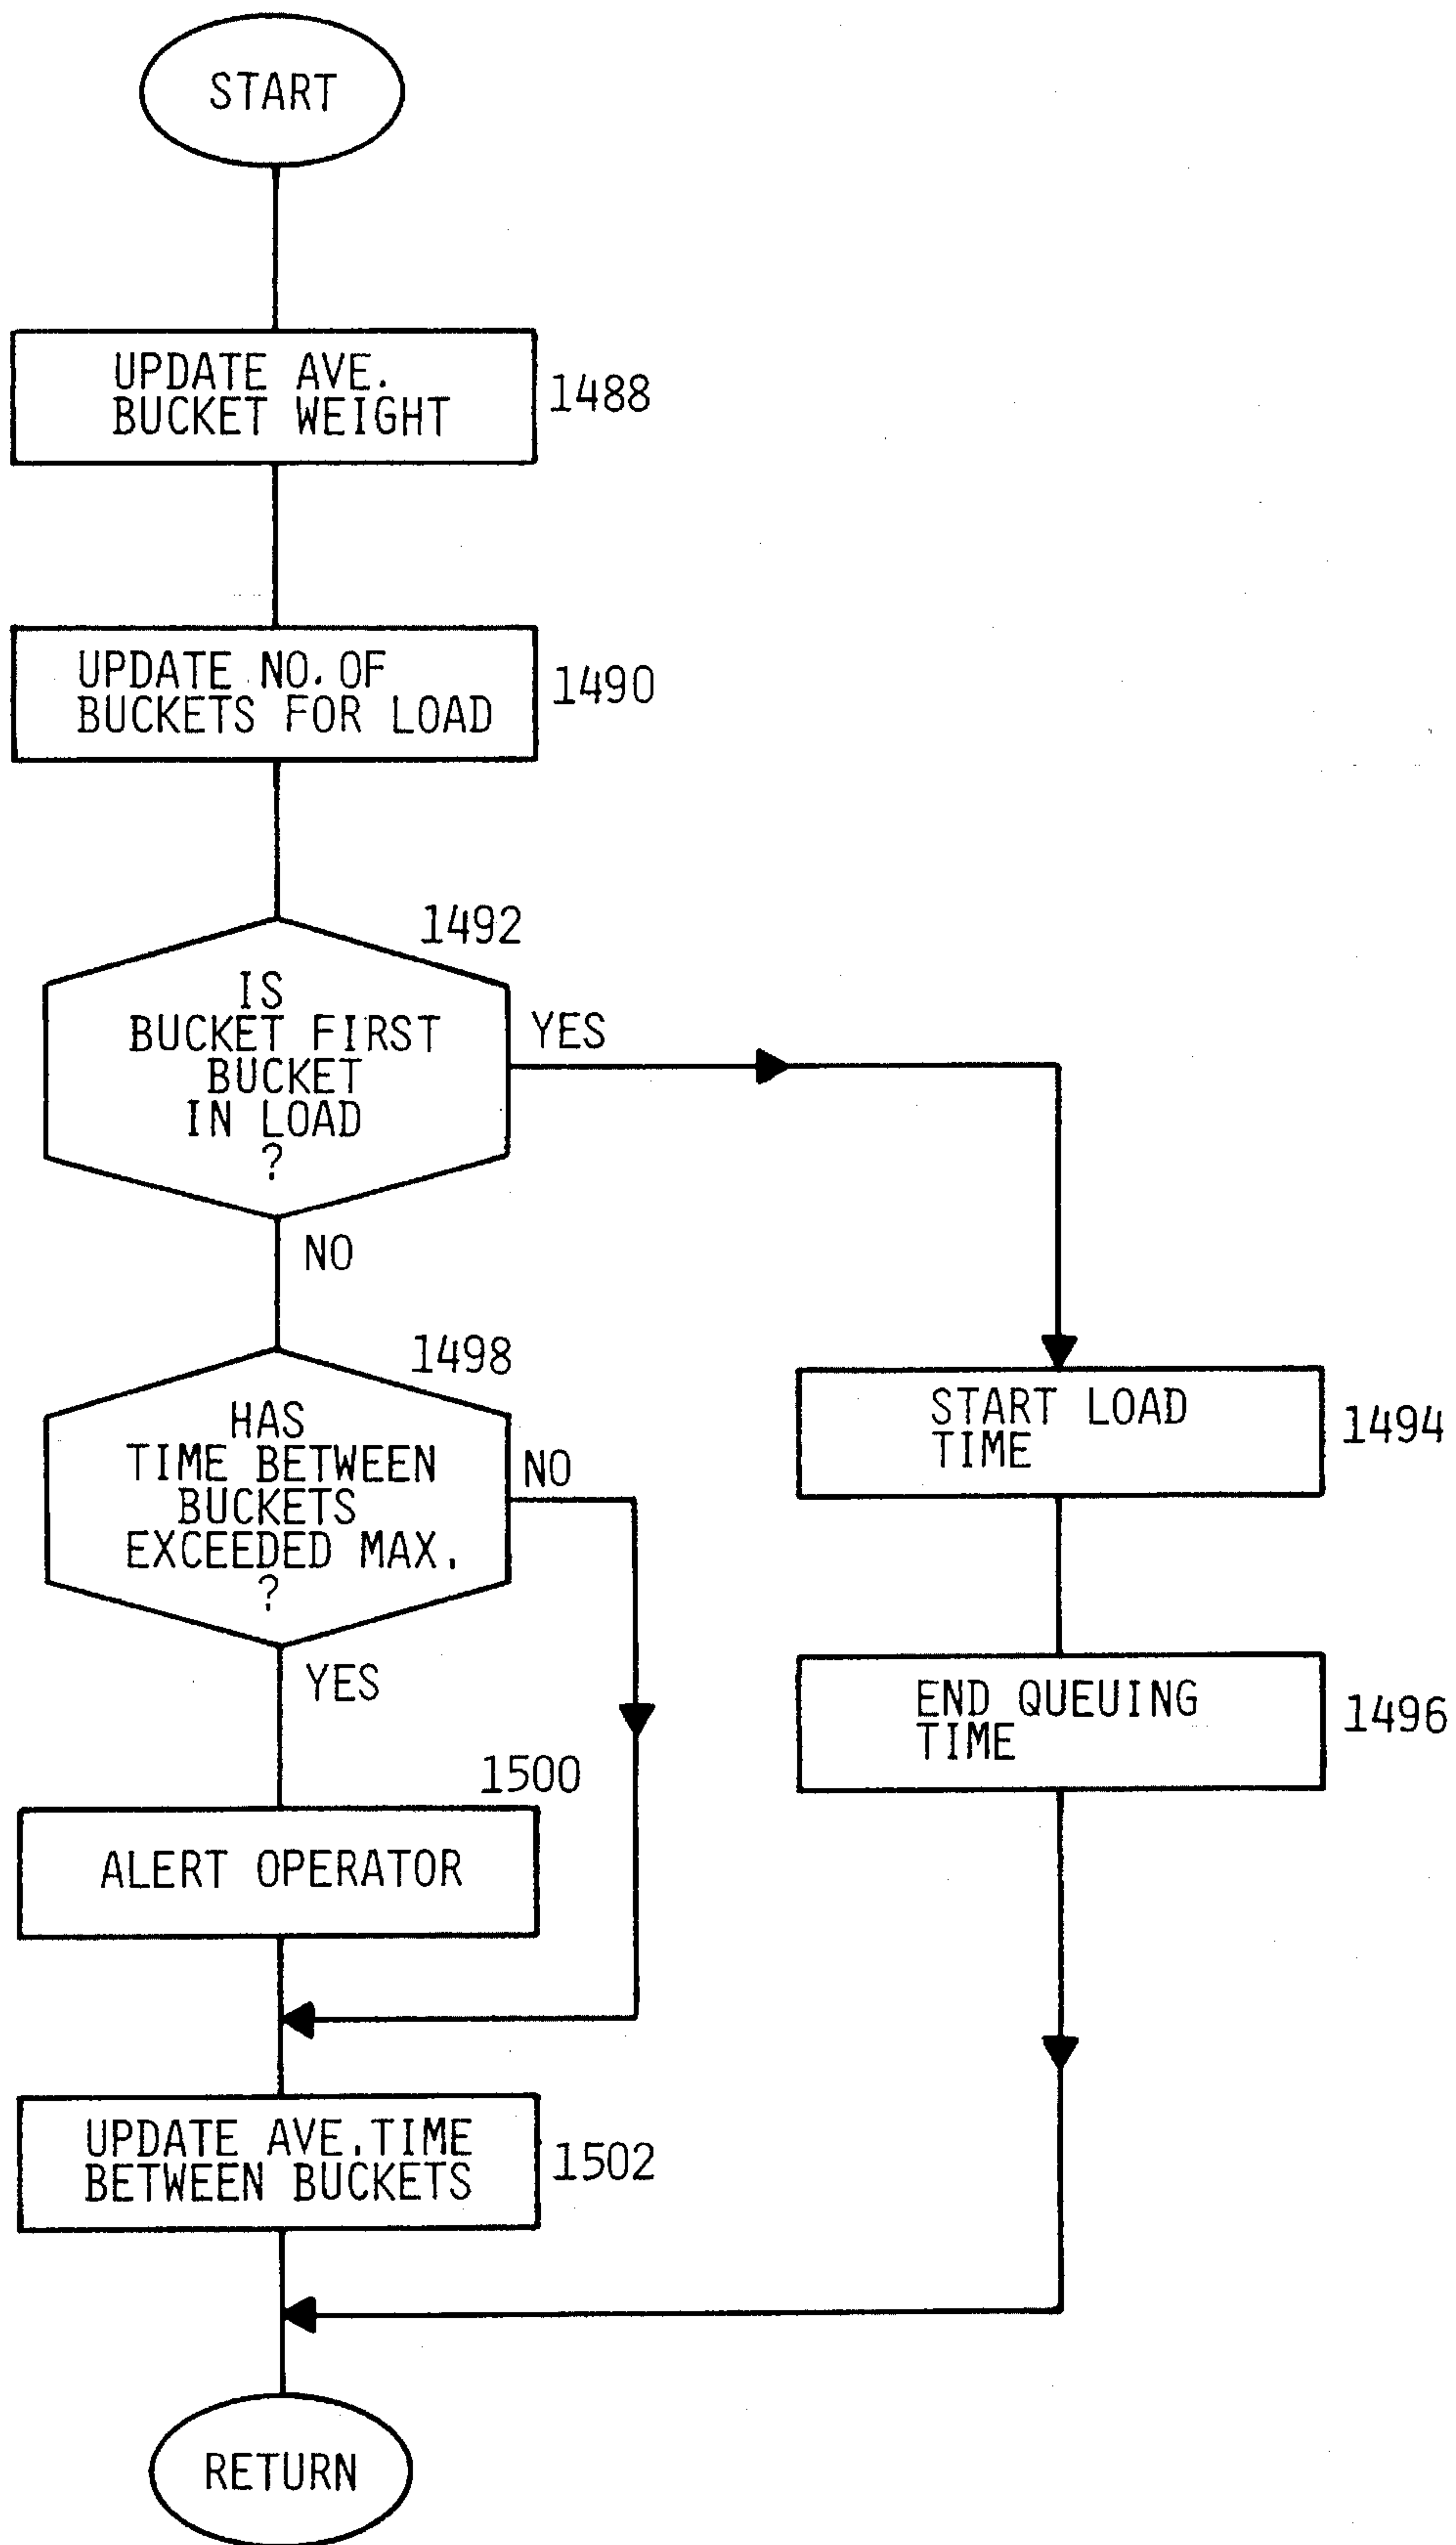 START
UPDATE AVE.
BUCKET WEIGHT
1488
UPDATE NO. OF
BUCKETS FOR LOAD
1490
1492
IS
BUCKET FIRST
BUCKET
IN LOAD
?
YES
NO
1498
HAS
TIME BETWEEN
BUCKETS
EXCEEDED MAX.
?
NO
YES
START LOAD
TIME
1494
END QUEUING
TIME
1496
1500
ALERT OPERATOR
UPDATE AVE. TIME
BETWEEN BUCKETS
1502
RETURN